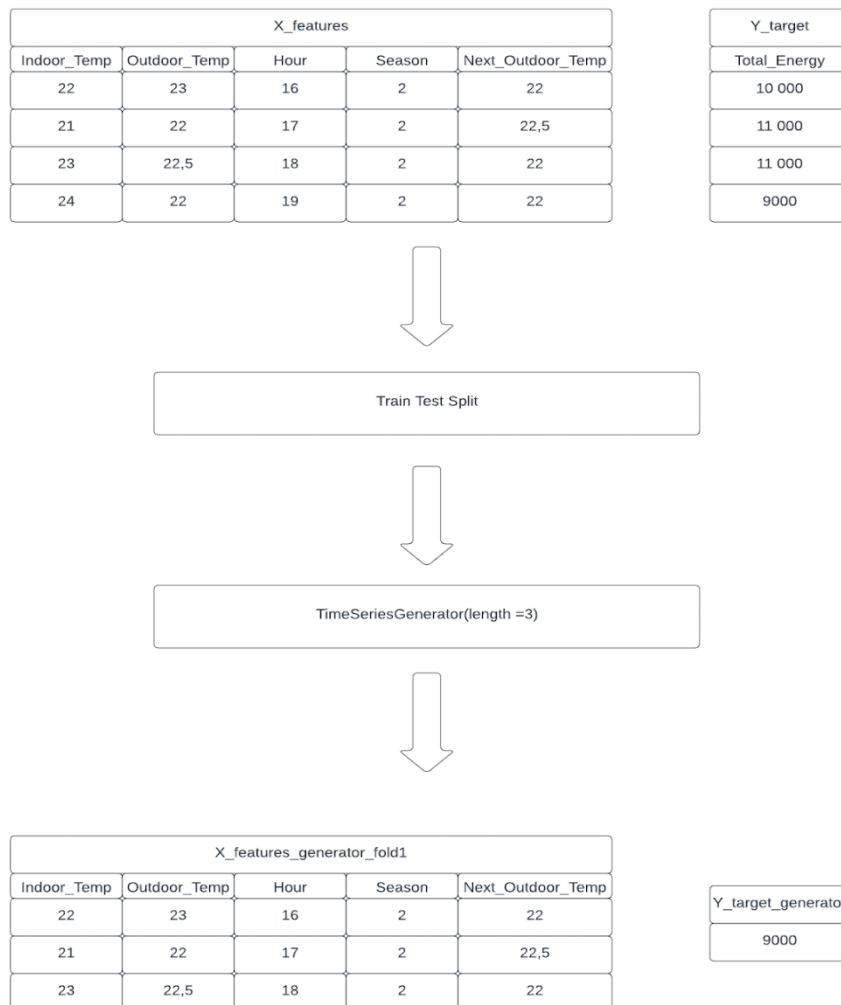 X_features
Y_target
Indoor_Temp Outdoor_Temp Hour Season Next_Outdoor_Temp
Total_Energy
22 23 16 2 22
10 000
21 22 17 2 22,5
11 000
23 22,5 18 2 22
11 000
24 22 19 2 22
9000
Train Test Split
TimeSeriesGenerator(length =3)
X_features_generator_fold1
Indoor_Temp Outdoor_Temp Hour Season Next_Outdoor_Temp
Y_target_generator
22 23 16 2 22
9000
21 22 17 2 22,5
23 22,5 18 2 22